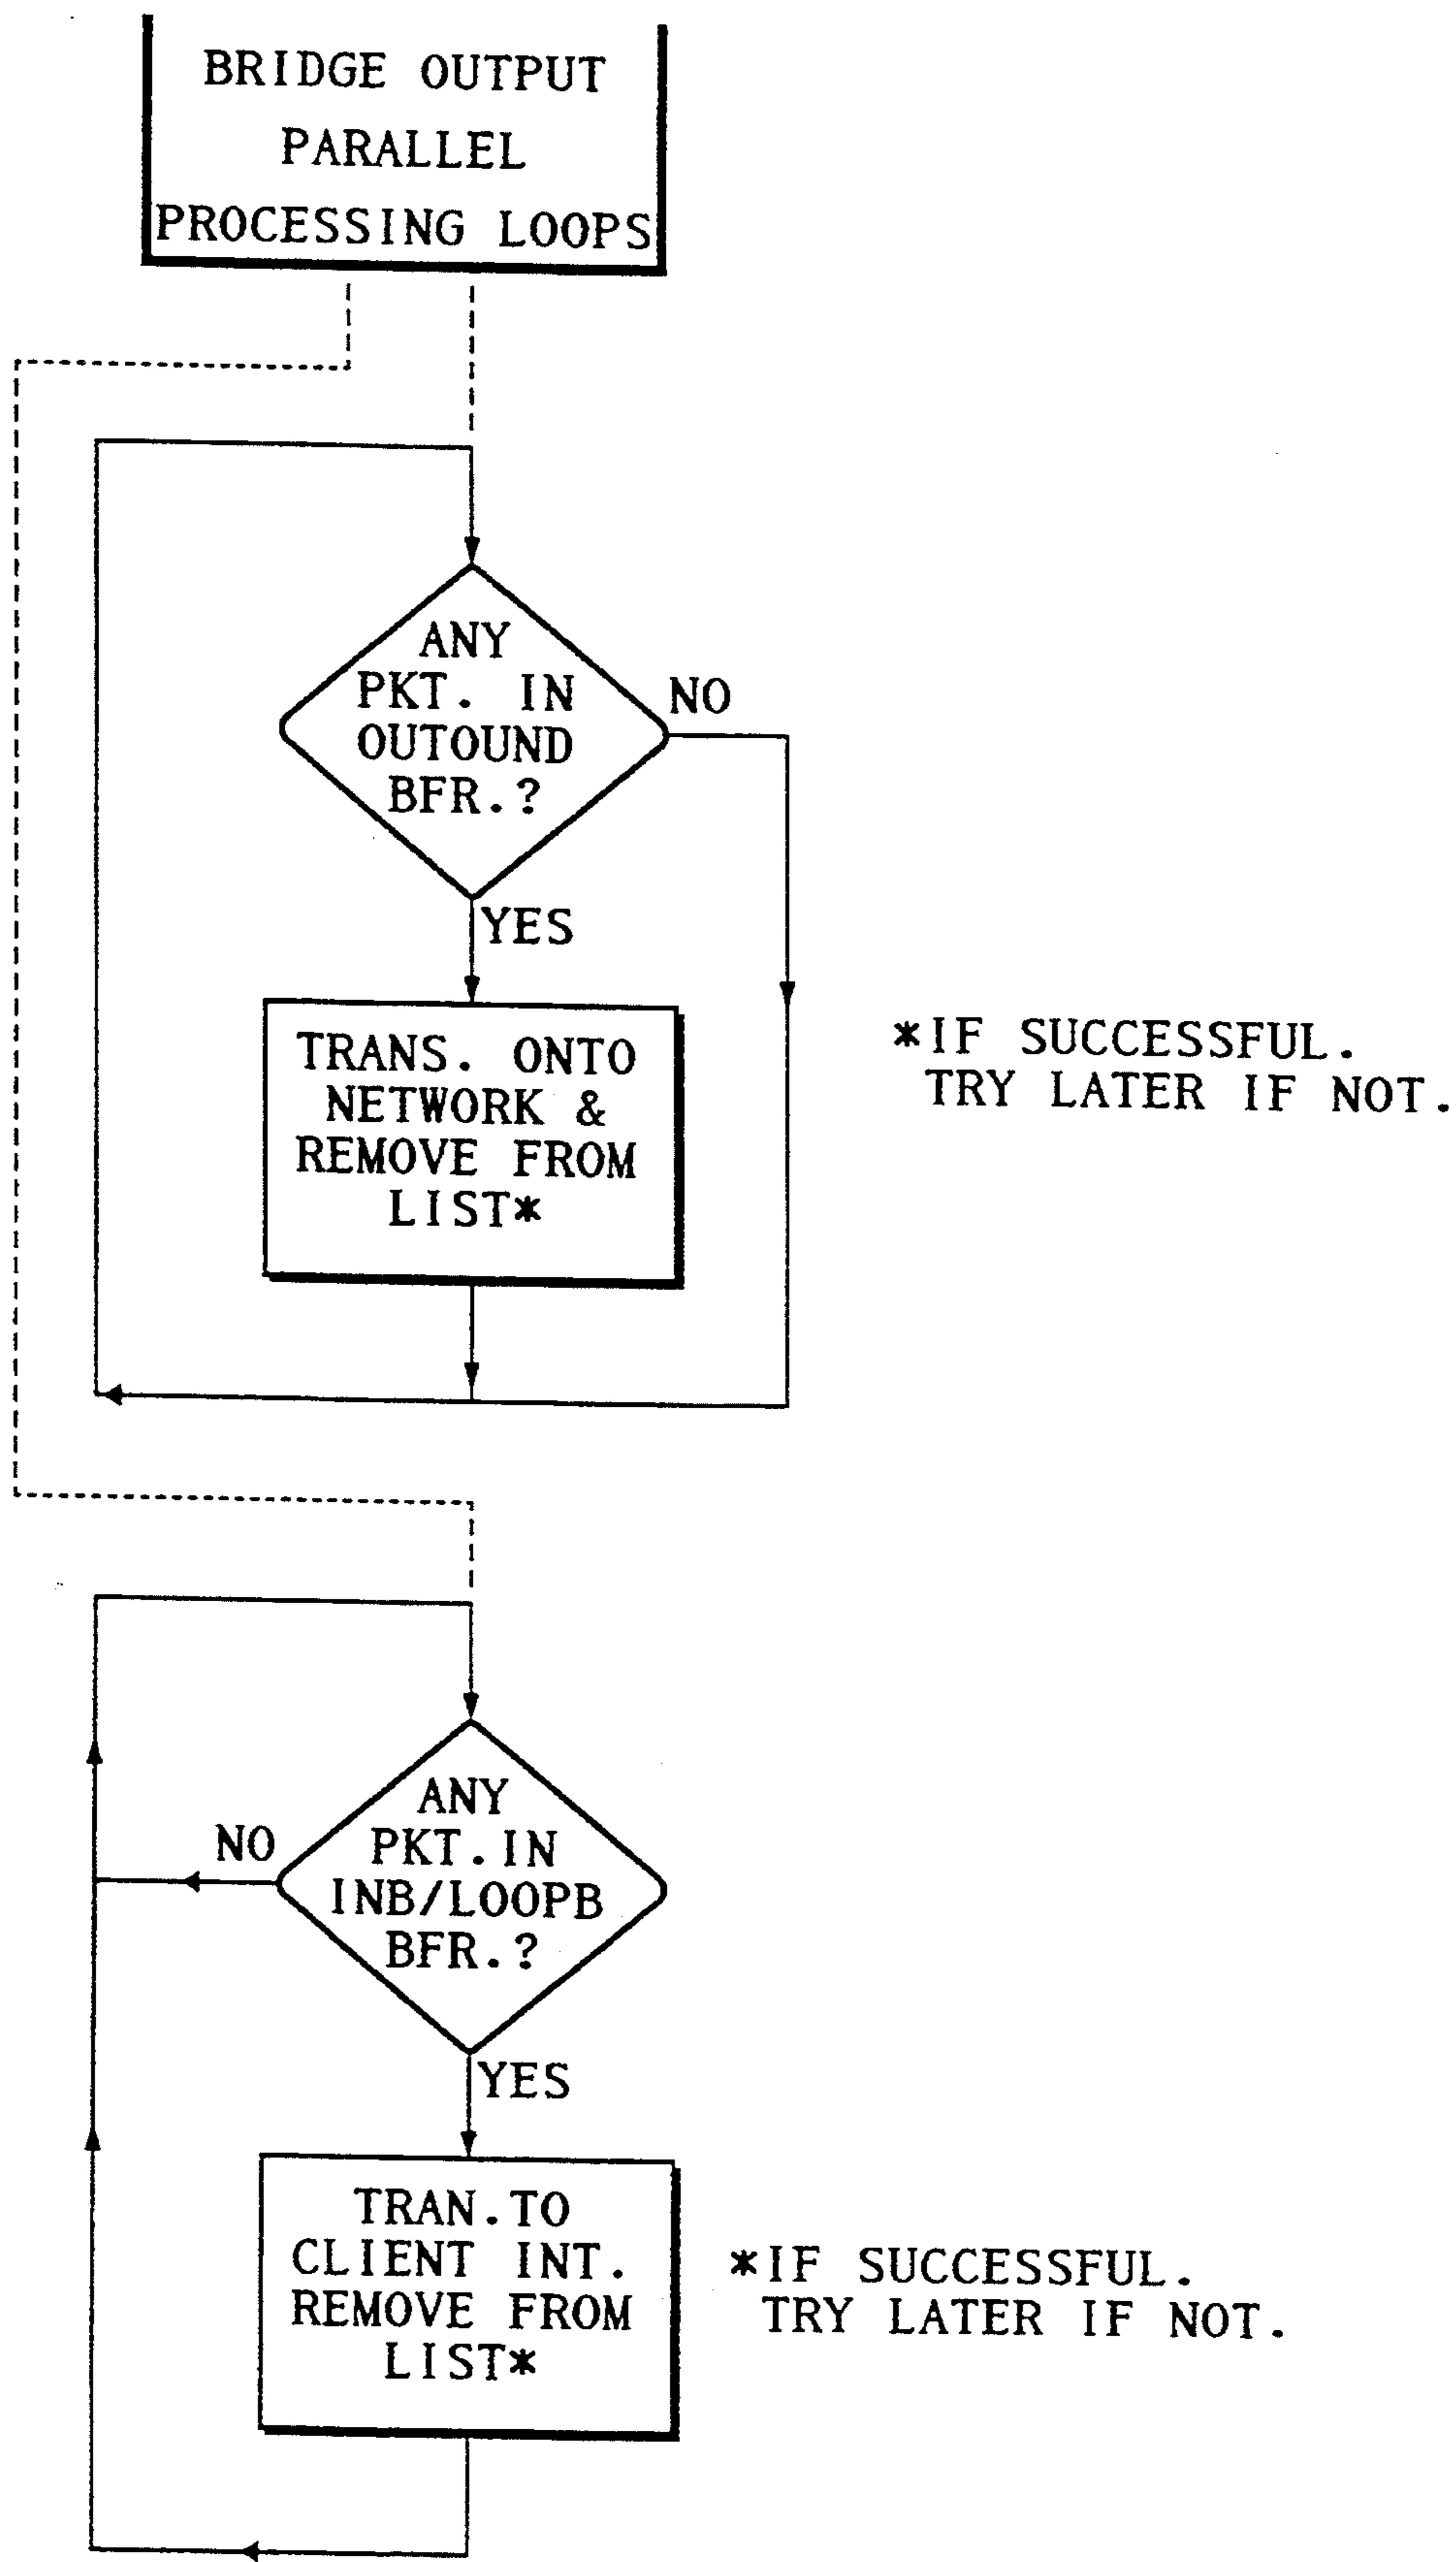 BRIDGE OUTPUT
PARALLEL
PROCESSING LOOPS
ANY
PKT. IN
OUTOUND
BFR.?
NO
YES
TRANS. ONTO
NETWORK &
REMOVE FROM
LIST*
*IF SUCCESSFUL.
TRY LATER IF NOT.
ANY
PKT.IN
INB/LOOPB
BFR.?
NO
YES
TRAN.TO
CLIENT INT.
REMOVE FROM
LIST*
*IF SUCCESSFUL.
TRY LATER IF NOT.